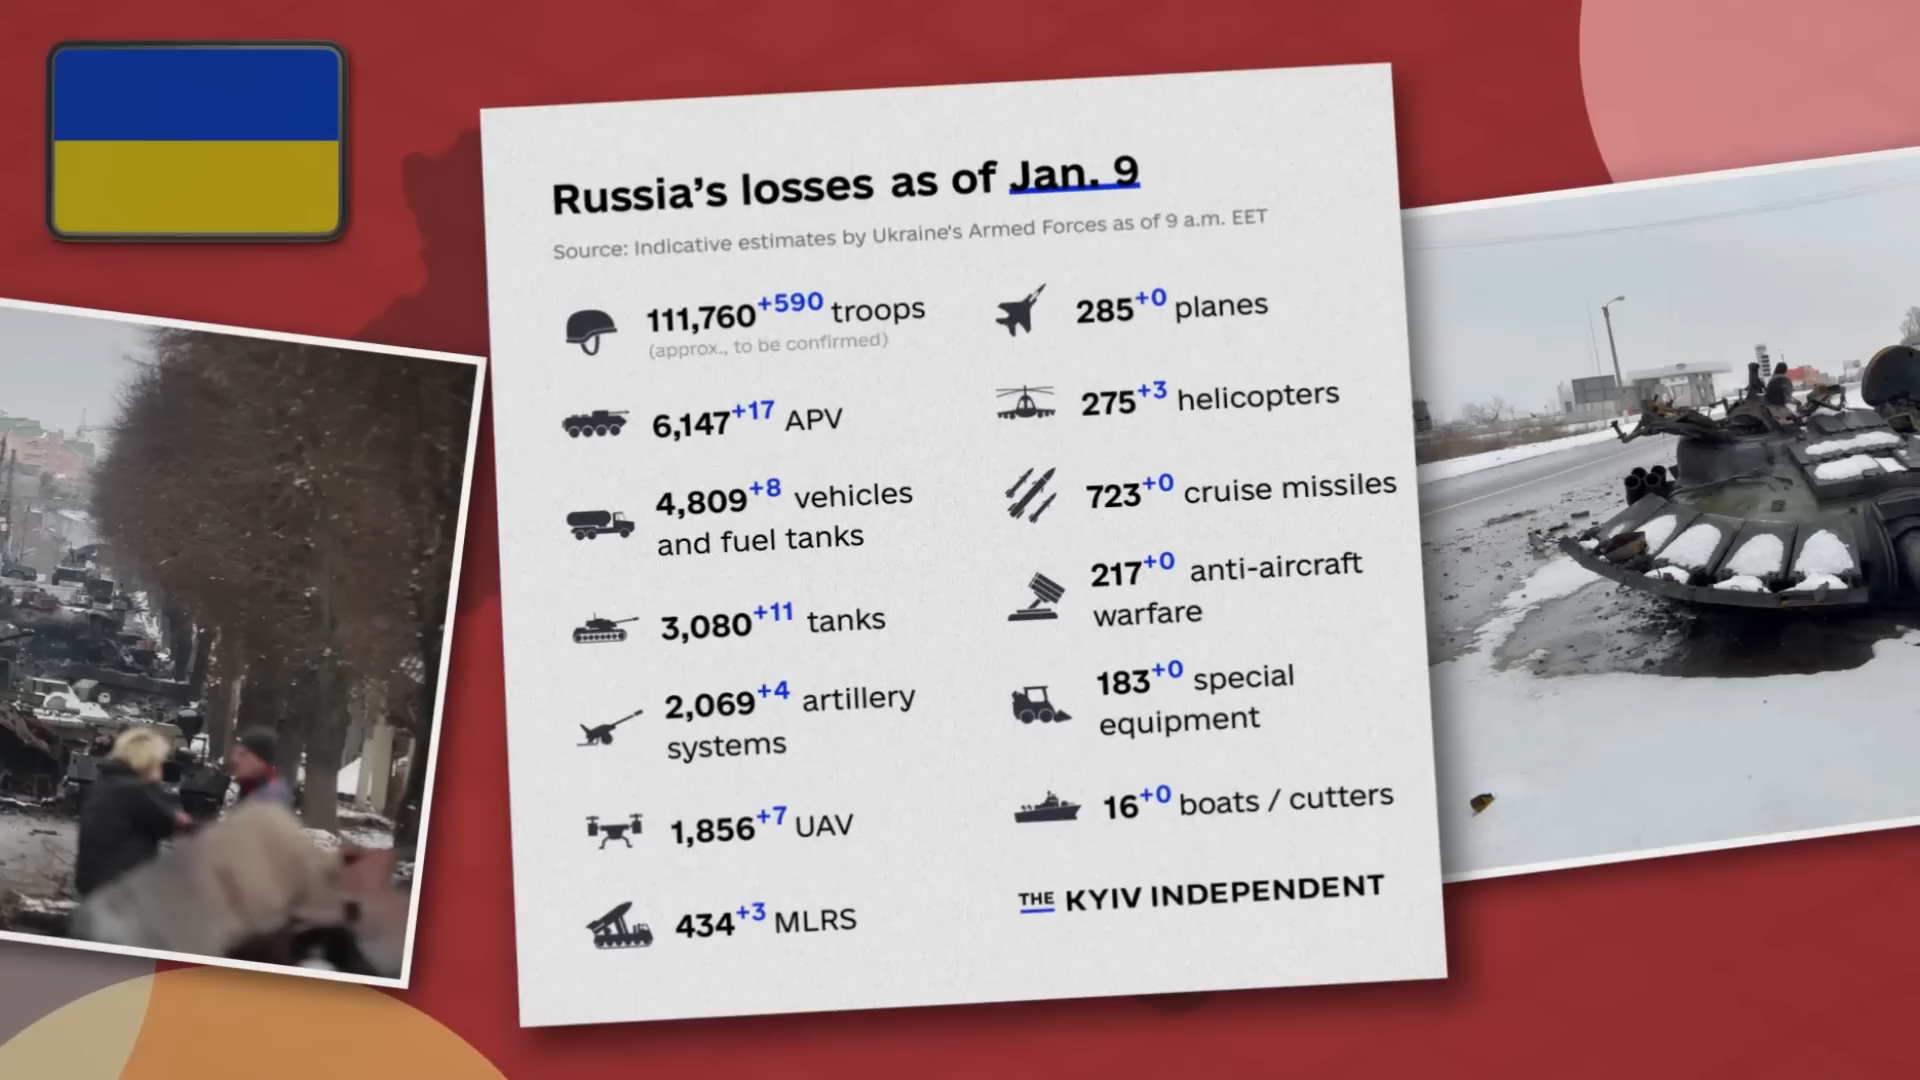 Russia's losses as of Jan. 9
Source: Indicative estimates by Ukraine's Armed Forces as of 9 a.m. EET
111,760+590 troops
(approx., to be confirmed)
6,147+17 APV
4,809+8 vehicles
and fuel tanks
3,080+11 tanks
2,069+4 artillery
systems
1,856+7 UAV
434+3 MLRS
285+0 planes
275+3 helicopters
723+0 cruise missiles
217+0 anti-aircraft
warfare
183+0 special
equipment
16+0 boats / cutters
THE KYIV INDEPENDENT